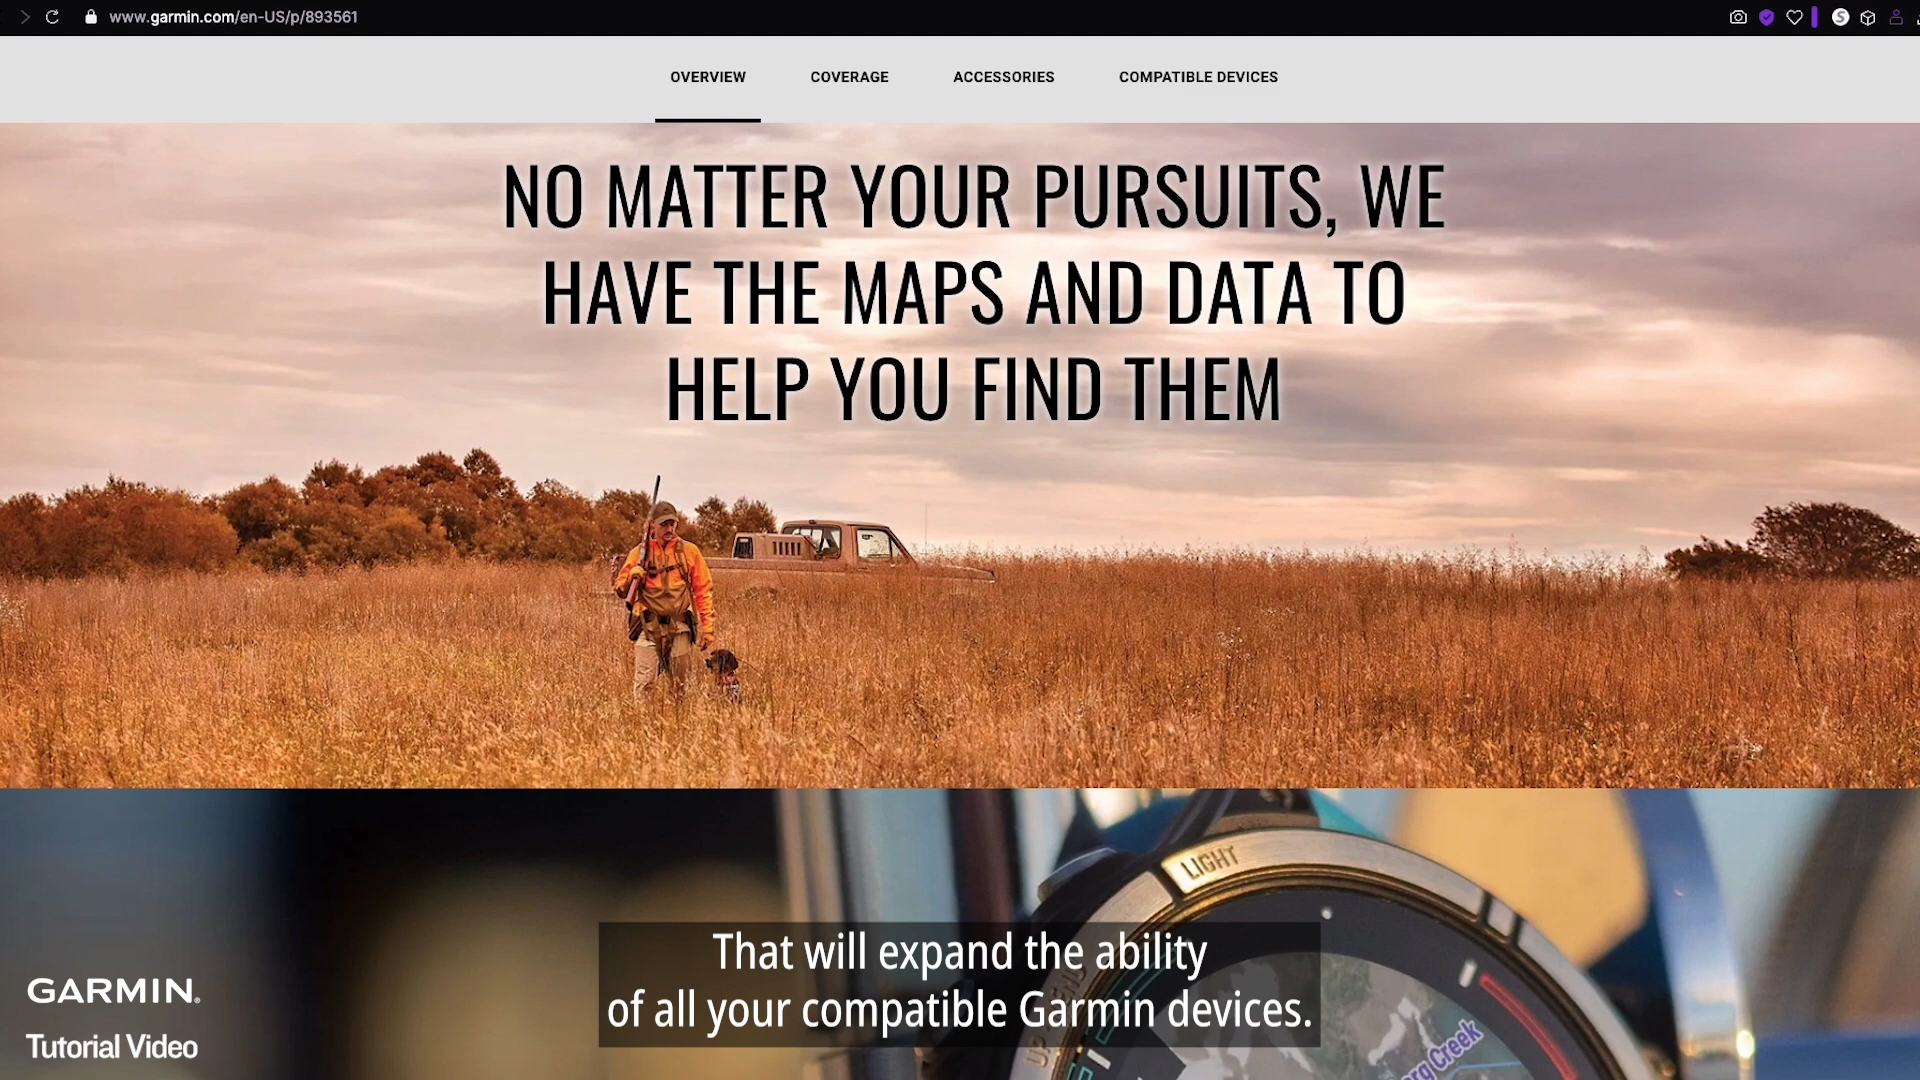 www.garmin.com/en-US/p/893561
OVERVIEW COVERAGE ACCESSORIES COMPATIBLE DEVICES
NO MATTER YOUR PURSUITS, WE
HAVE THE MAPS AND DATA TO
HELP YOU FIND THEM
LIGHT
That will expand the ability
of all your compatible Garmin devices.
GARMIN
Tutorial Video
Creek